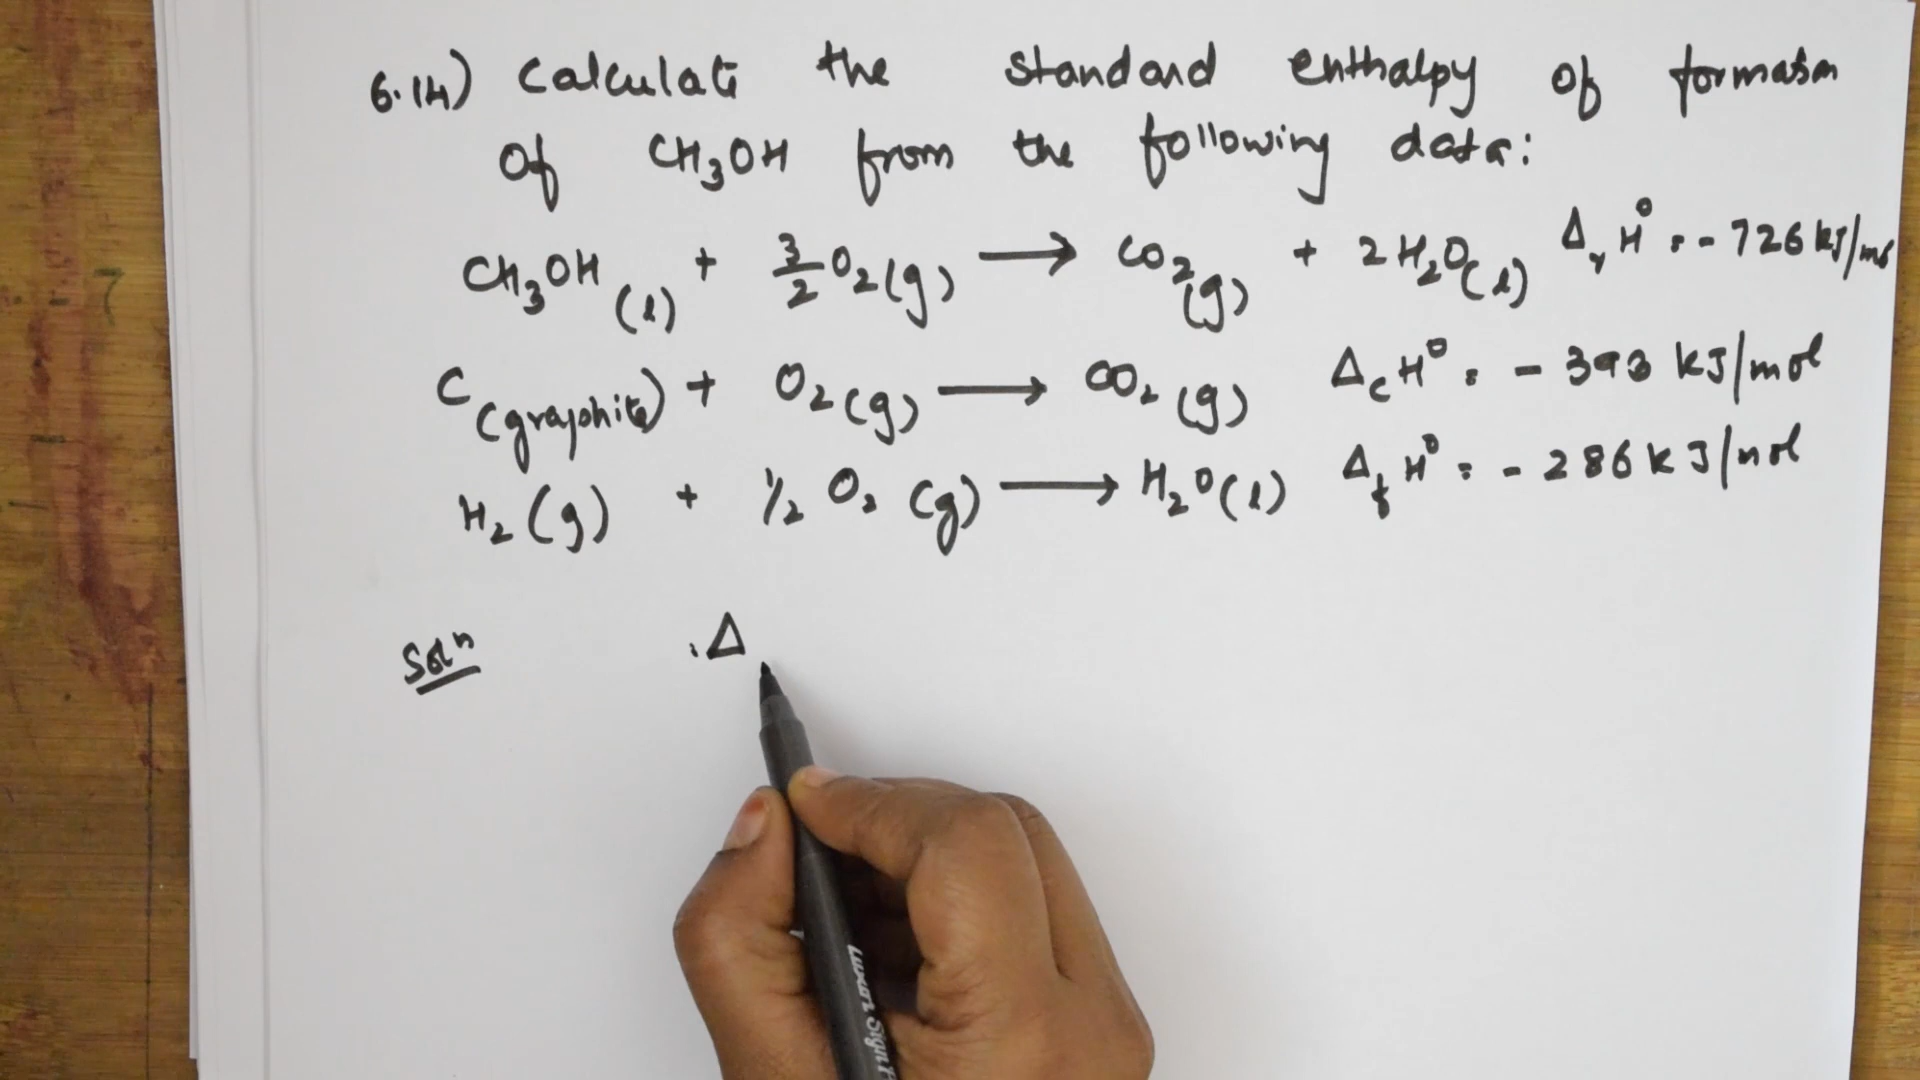 6.14) Calculate the standard enthalpy of formation
of CH₃OH from the following data:
CH₃OH (l) + 3/2 O₂(g) ⟶ CO₂(g) + 2H₂O(l) ΔᵣH° = -726 kJ/mol
C(graphite) + O₂(g) ⟶ CO₂(g) ΔcH° = -393 kJ/mol
H₂(g) + ½ O₂(g) ⟶ H₂O(l) ΔfH° = -286 kJ/mol
Solⁿ Δ
Luxor Sign